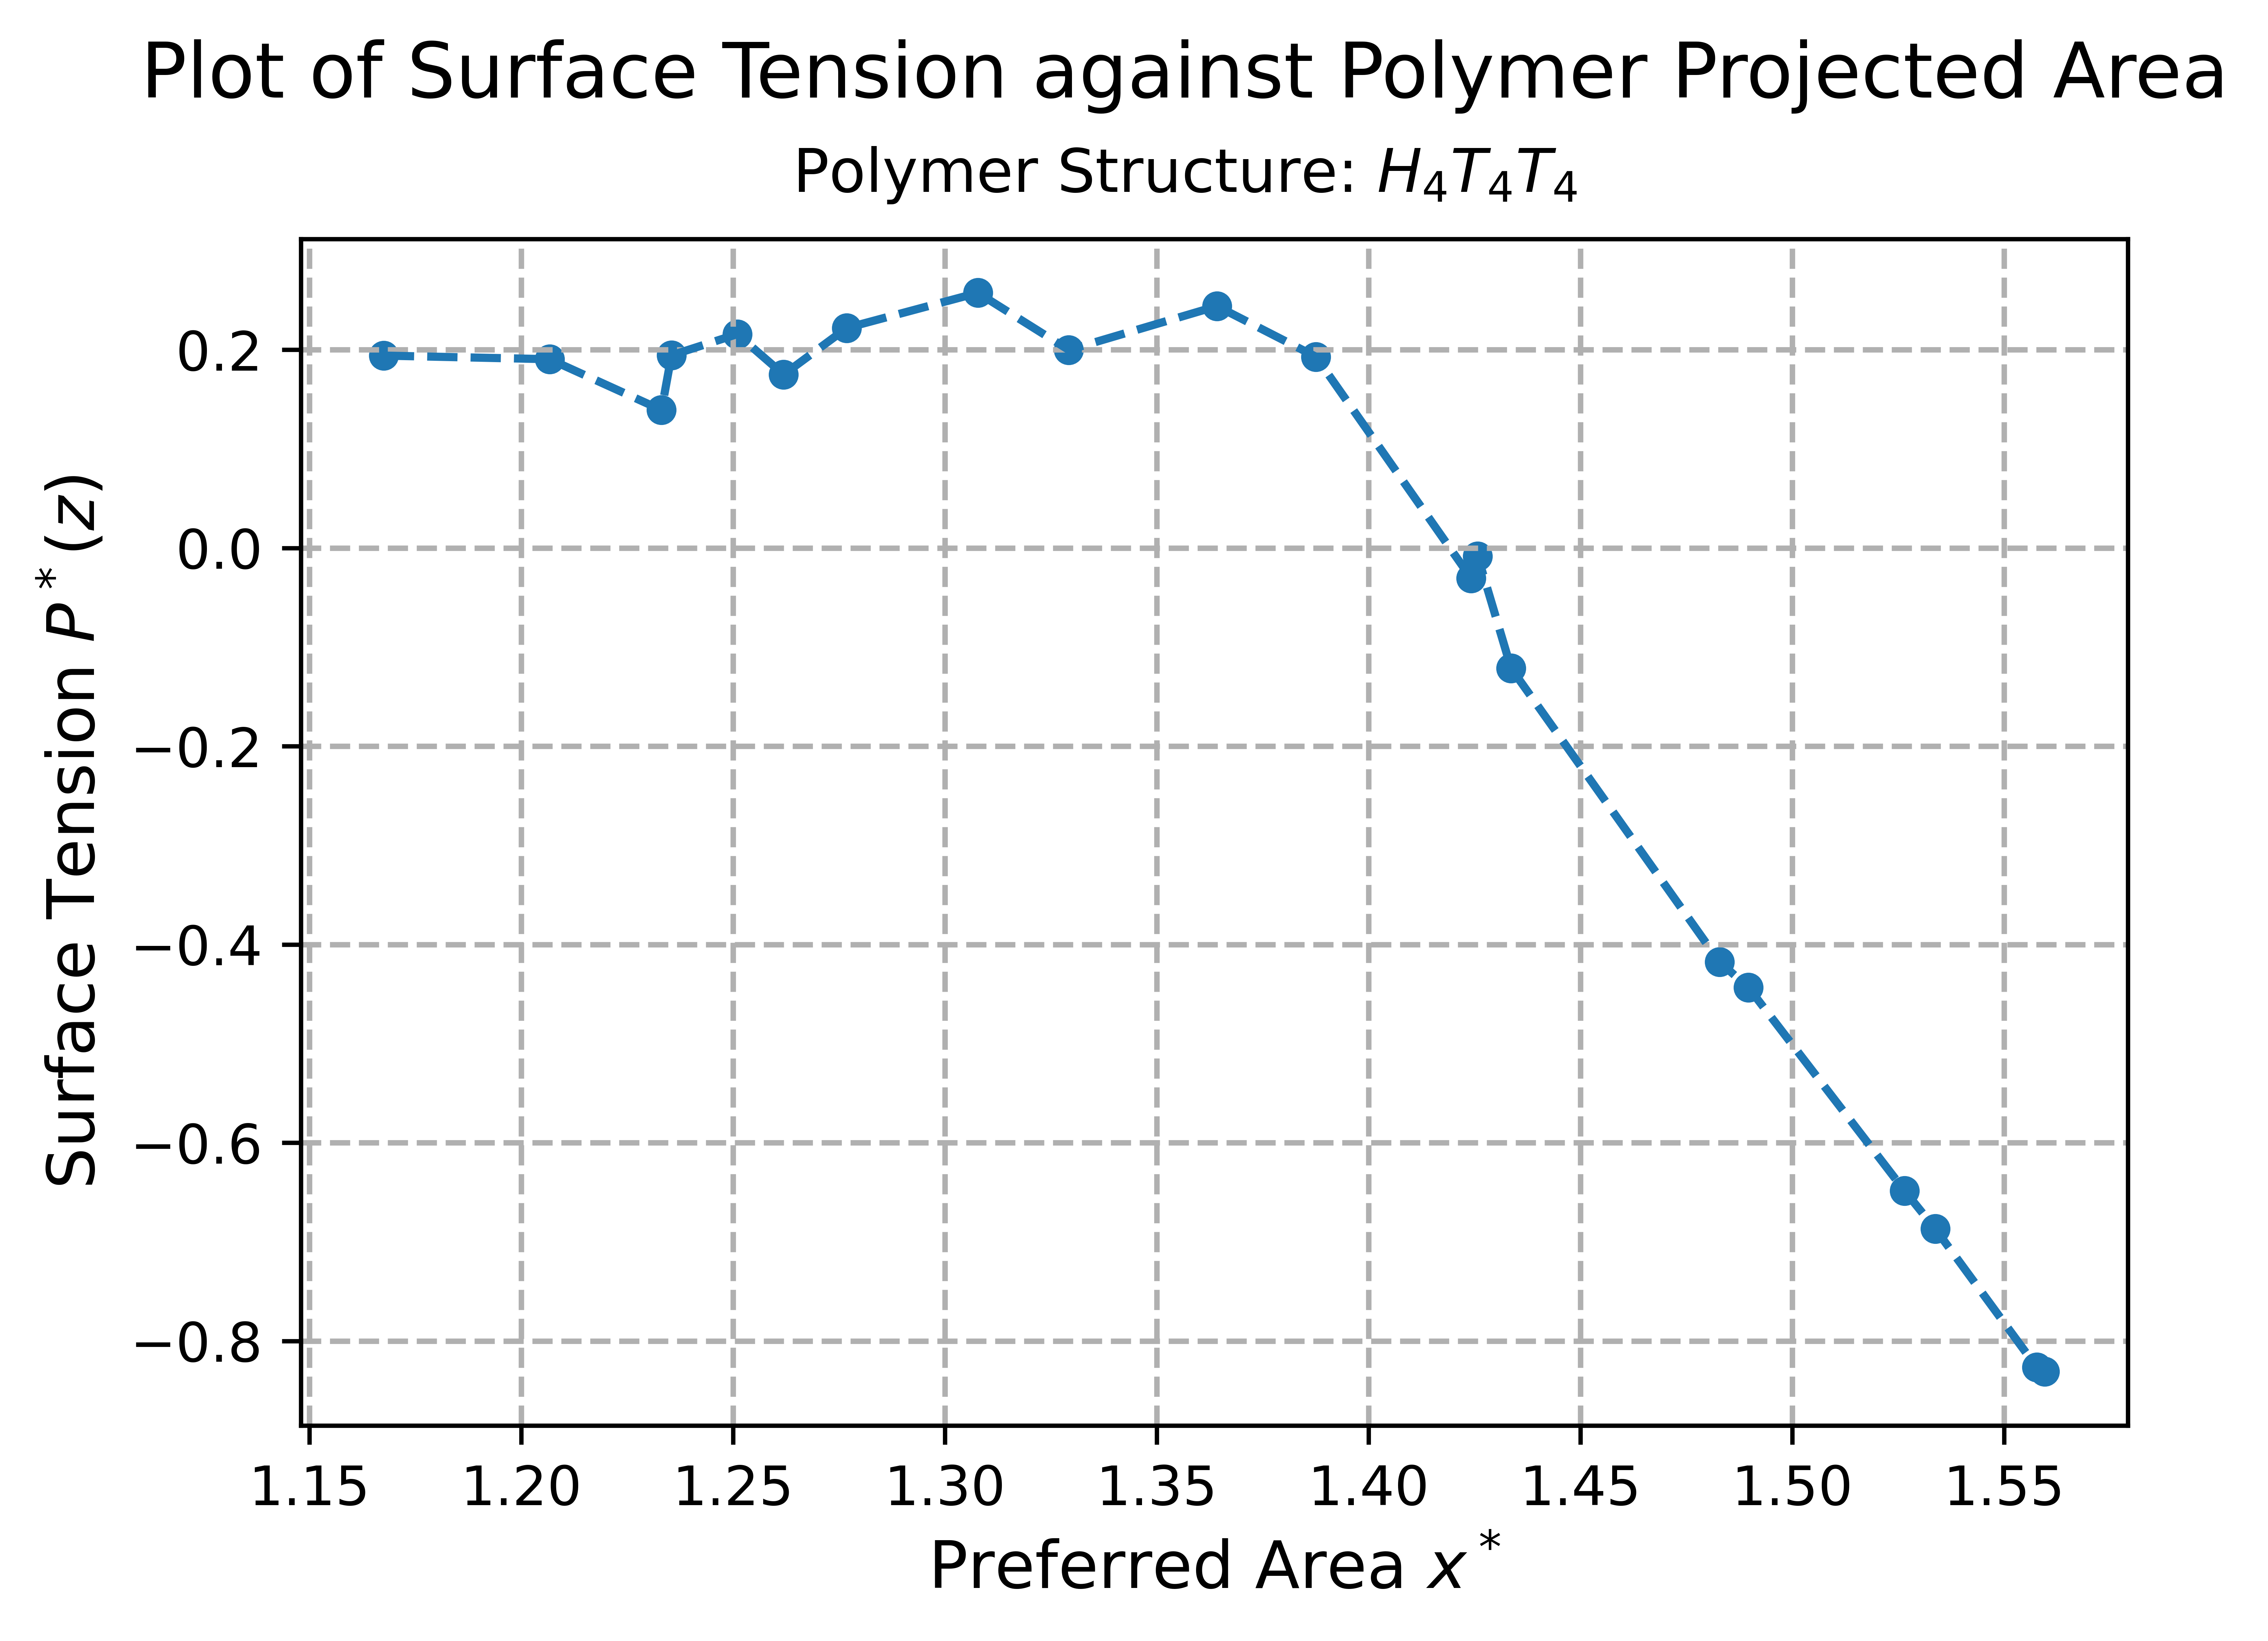 Plot of Surface Tension against Polymer Projected Area
Polymer Structure: H₄T₄T₄
Surface Tension P*(z)
0.2
0.0
−0.2
−0.4
−0.6
−0.8
1.15 1.20 1.25 1.30 1.35 1.40 1.45 1.50 1.55
Preferred Area x*